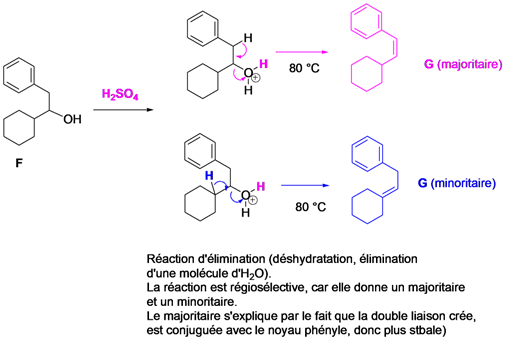 H
O
H
H
80 °C
G (majoritaire)
H₂SO₄
OH
F
H
O
H
H
80 °C
G (minoritaire)
Réaction d'élimination (déshydratation, élimination
d'une molécule d'H₂O).
La réaction est régiosélective, car elle donne un majoritaire
et un minoritaire.
Le majoritaire s'explique par le fait que la double liaison crée,
est conjuguée avec le noyau phényle, donc plus stbale)